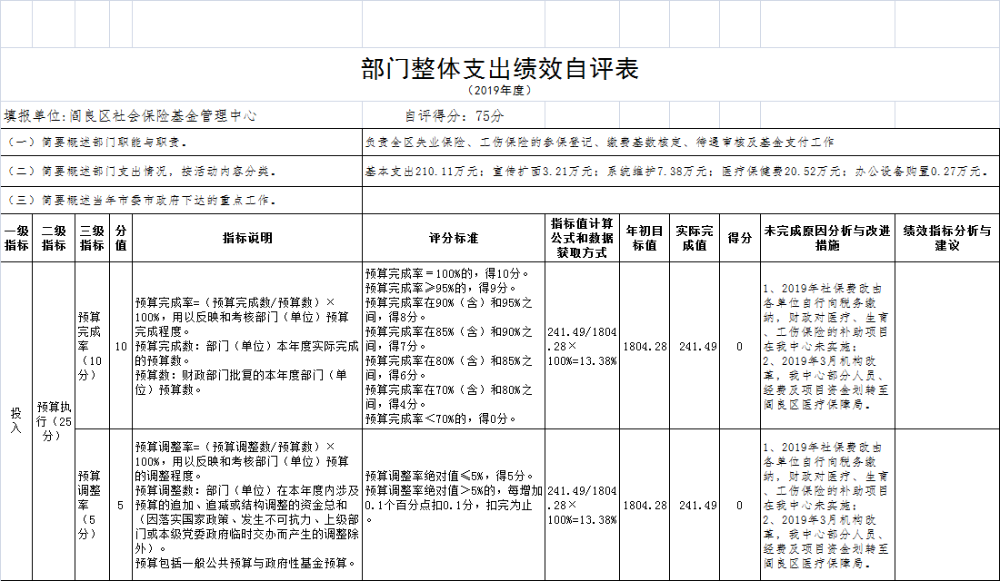 部门整体支出绩效自评表
（2019年度）
填报单位：阎良区社会保险基金管理中心
自评得分：75分
（一）简要概述部门职能与职责。
负责全区失业保险、工伤保险的参保登记、缴费基数核定、待遇审核及基金支付工作
（二）简要概述部门支出情况，按活动内容分类。
基本支出210.11万元；宣传扩面3.21万元；系统维护7.38万元；医疗保健费20.52万元；办公设备购置0.27万元。
（三）简要概述当年市委市政府下达的重点工作。
一级
指标
二级
指标
三级
指标
分
值
指标说明
评分标准
指标值计算
公式和数据
获取方式
年初目
标值
实际完
成值
得分
未完成原因分析与改进
措施
绩效指标分析与
建议
投
入
预算执
行（25
分）
预算
完成
率
（10
分）
10
预算完成率=（预算完成数/预算数）×
100%，用以反映和考核部门（单位）预算
完成程度。
预算完成数：部门（单位）本年度实际完成
的预算数。
预算数：财政部门批复的本年度部门（单
位）预算数。
预算完成率＝100%的，得10分。
预算完成率≥95%的，得9分。
预算完成率在90%（含）和95%之
间，得8分。
预算完成率在85%（含）和90%之
间，得7分。
预算完成率在80%（含）和85%之
间，得6分。
预算完成率在70%（含）和80%之
间，得4分。
预算完成率＜70%的，得0分。
241.49/1804
.28×
100%=13.38%
1804.28
241.49
0
1、2019年社保费改由
各单位自行向税务缴
纳，财政对医疗、生育
、工伤保险的补助项目
在我中心未实施；
2、2019年3月机构改
革，我中心部分人员、
经费及项目资金划转至
阎良区医疗保障局。
预算
调整
率
（5
分）
5
预算调整率=（预算调整数/预算数）×
100%，用以反映和考核部门（单位）预算
的调整程度。
预算调整数：部门（单位）在本年度内涉及
预算的追加、追减或结构调整的资金总和
（因落实国家政策、发生不可抗力、上级部
门或本级党委政府临时交办而产生的调整除
外）。
预算包括一般公共预算与政府性基金预算。
预算调整率绝对值≤5%，得5分。
预算调整率绝对值＞5%的，每增加
0.1个百分点扣0.1分，扣完为止
。
241.49/1804
.28×
100%=13.38%
1804.28
241.49
0
1、2019年社保费改由
各单位自行向税务缴
纳，财政对医疗、生育
、工伤保险的补助项目
在我中心未实施；
2、2019年3月机构改
革，我中心部分人员、
经费及项目资金划转至
阎良区医疗保障局。